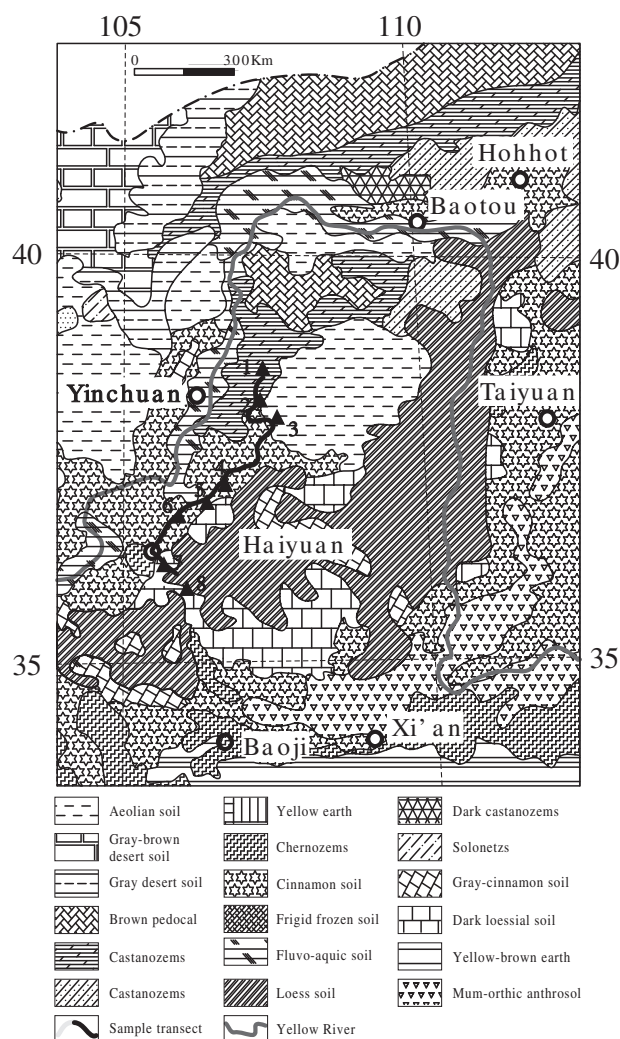 105 110
0 300Km
Hohhot
Baotou
40 40
1
Yinchuan
2
Taiyuan
3
4
5
6
Haiyuan
8
35 35
Xi’an
Baoji
Aeolian soil
Yellow earth
Dark castanozems
Gray-brown
desert soil
Chernozems
Solonetzs
Gray desert soil
Cinnamon soil
Gray-cinnamon soil
Brown pedocal
Frigid frozen soil
Dark loessial soil
Castanozems
Fluvo-aquic soil
Yellow-brown earth
Castanozems
Loess soil
Mum-orthic anthrosol
Sample transect
Yellow River